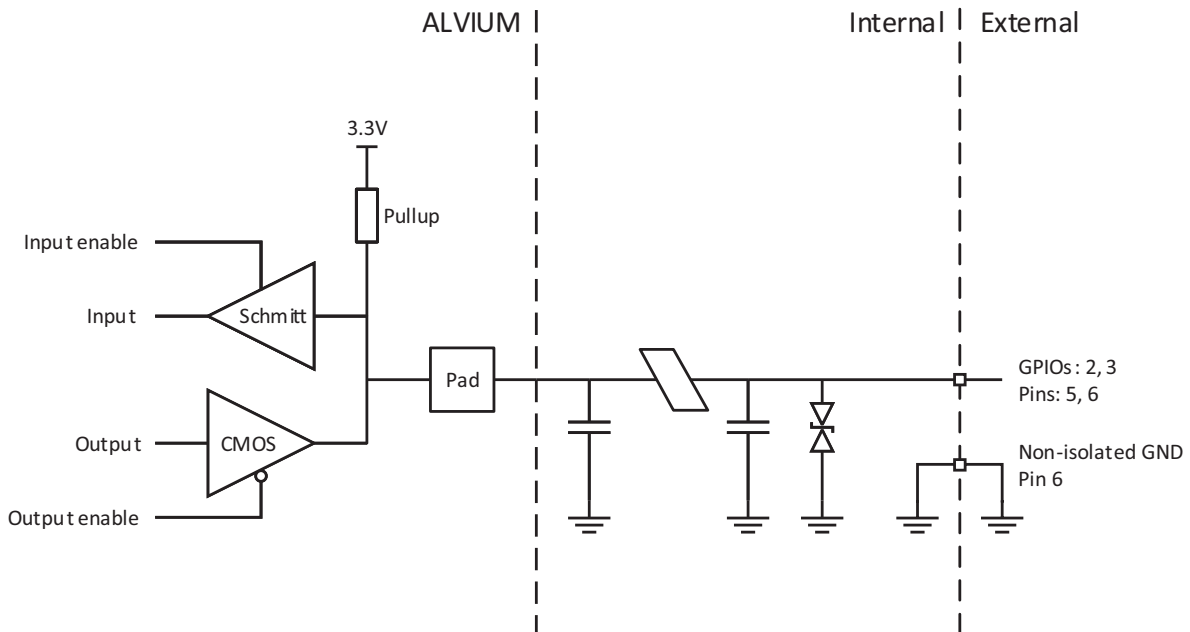 ALVIUM
Internal
External
3.3V
Pullup
Input enable
Schmitt
Input
Pad
GPIOs: 2, 3
Pins: 5, 6
CMOS
Output
Non-isolated GND
Pin 6
Output enable